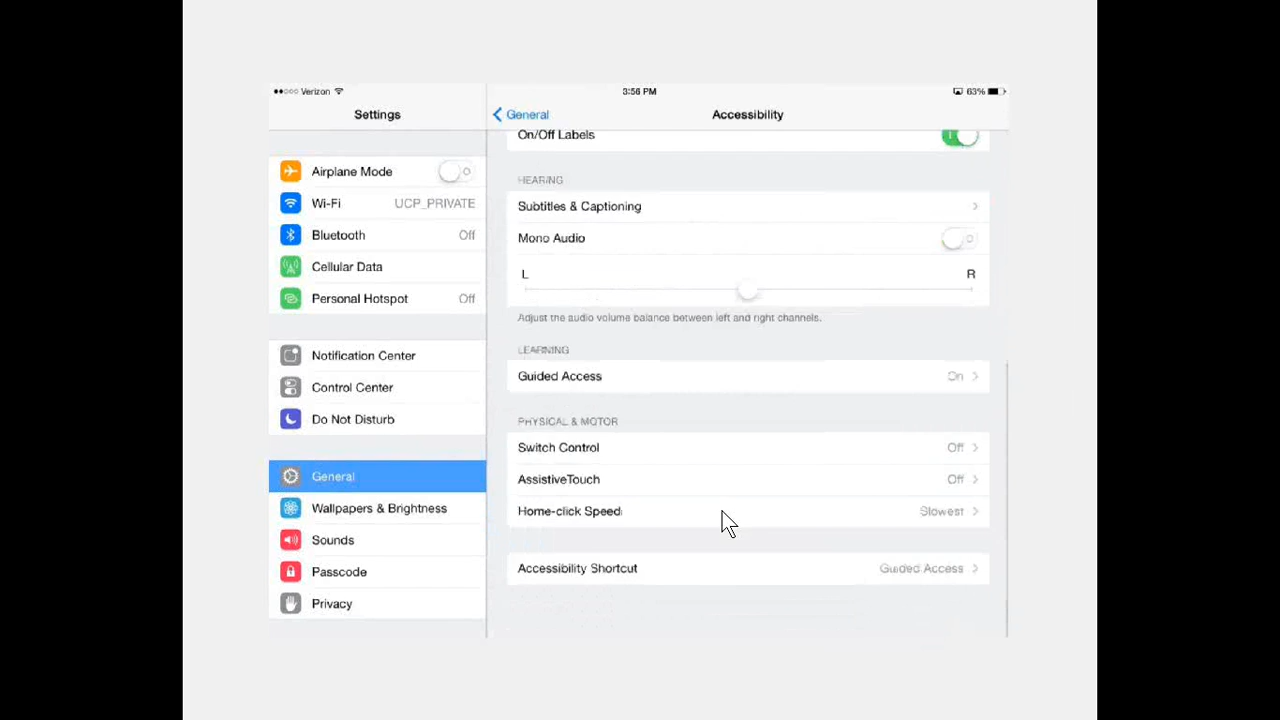 Verizon 3:56 PM 63%
Settings
General Accessibility
On/Off Labels
Airplane Mode
Wi-Fi UCP_PRIVATE
Bluetooth Off
Cellular Data
Personal Hotspot Off
Notification Center
Control Center
Do Not Disturb
General
Wallpapers & Brightness
Sounds
Passcode
Privacy
HEARING
Subtitles & Captioning
Mono Audio
L R
Adjust the audio volume balance between left and right channels.
LEARNING
Guided Access On
PHYSICAL & MOTOR
Switch Control Off
AssistiveTouch Off
Home-click Speed Slowest
Accessibility Shortcut Guided Access